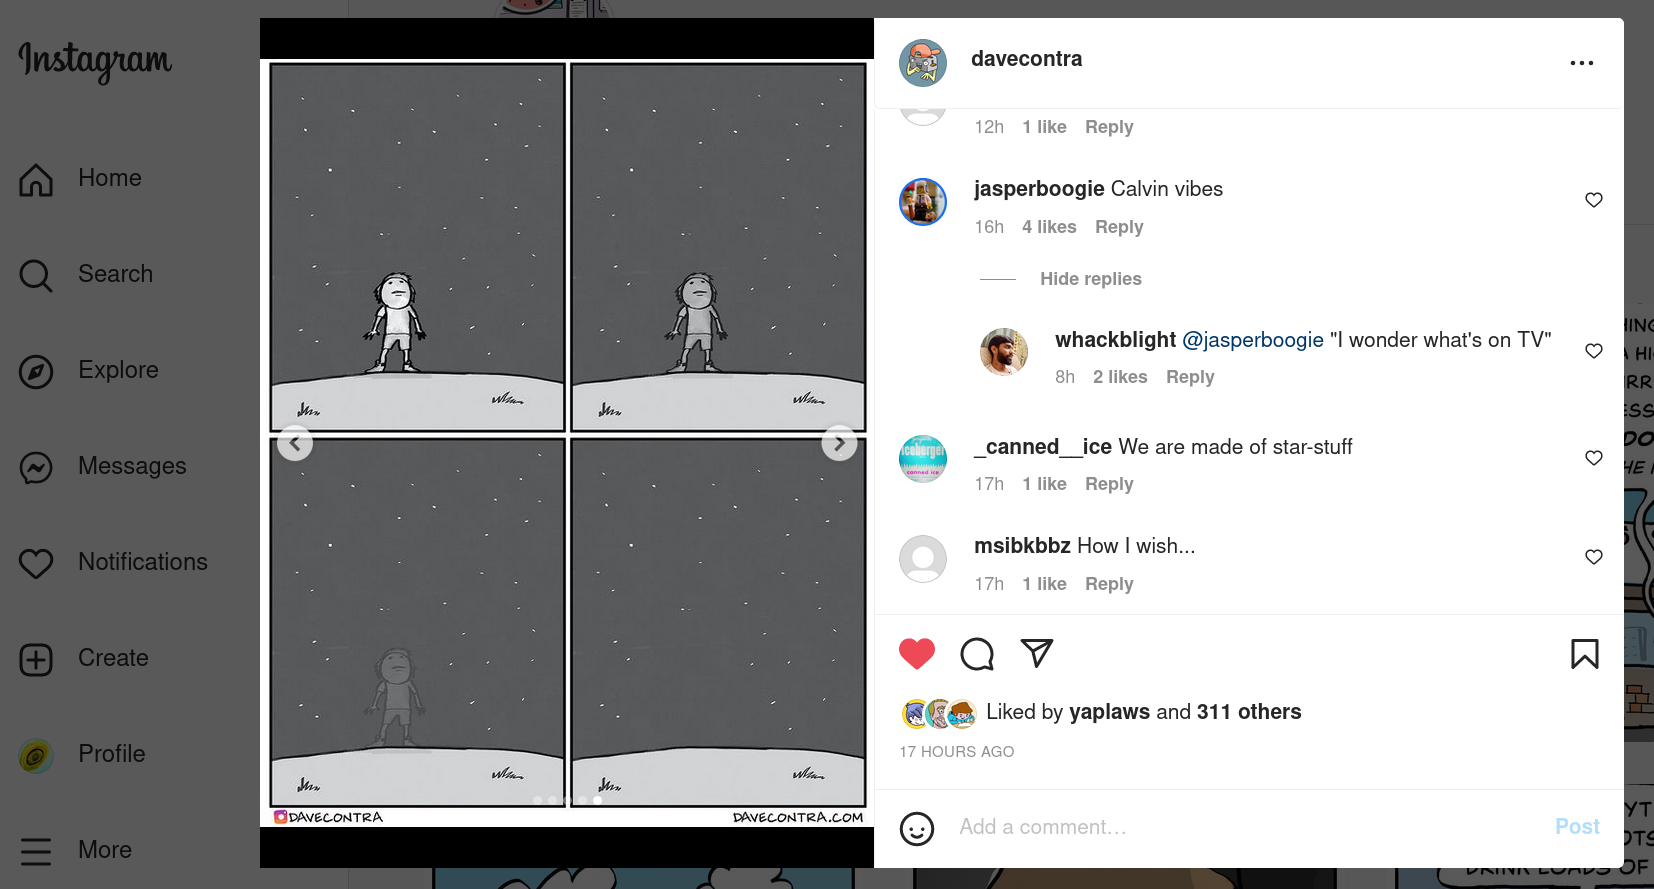 Instagram
Home
Search
Explore
Messages
Notifications
Create
Profile
More
DAVECONTRA
DAVECONTRA.COM
davecontra
12h 1 like Reply
jasperboogie Calvin vibes
16h 4 likes Reply
Hide replies
whackblight @jasperboogie "I wonder what's on TV"
8h 2 likes Reply
_canned__ice We are made of star-stuff
17h 1 like Reply
msibkbbz How I wish...
17h 1 like Reply
Liked by yaplaws and 311 others
17 HOURS AGO
Add a comment...
Post